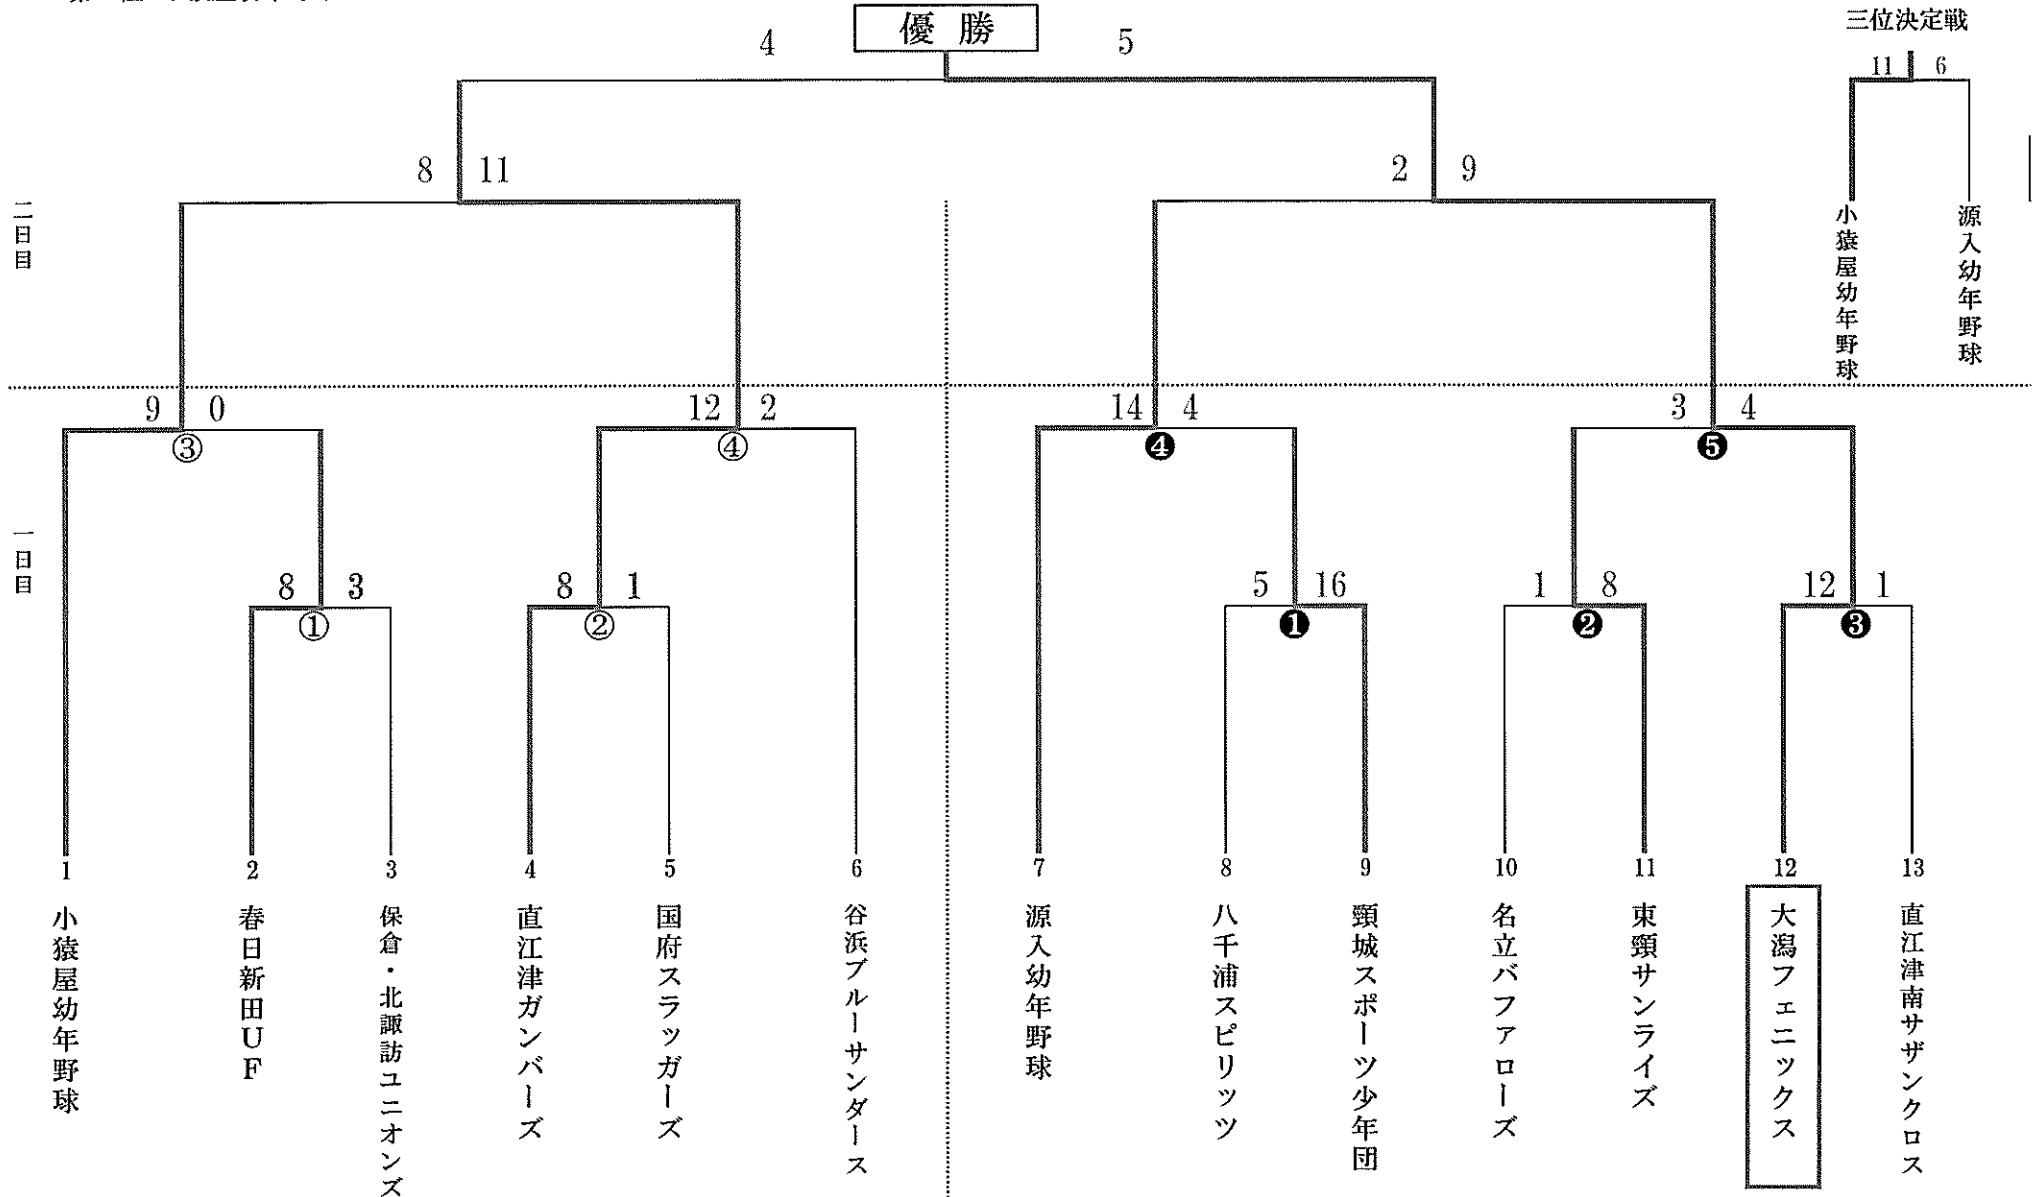 優勝
4 5
三位決定戦
11 6
小猿屋幼年野球
源入幼年野球
8 11
2 9
二日目
9 0
③
12 2
④
14 4
❹
3 4
❺
一日目
8 3
①
8 1
②
5 16
❶
1 8
❷
12 1
❸
1 小猿屋幼年野球
2 春日新田UF
3 保倉・北諏訪ユニオンズ
4 直江津ガンバーズ
5 国府スラッガーズ
6 谷浜ブルーサンダース
7 源入幼年野球
8 八千浦スピリッツ
9 頸城スポーツ少年団
10 名立バファローズ
11 東頸サンライズ
12 大潟フェニックス
13 直江津南サザンクロス